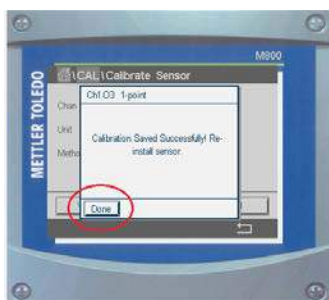 M800
METTLER TOLEDO
\CAL\Calibrate Sensor
Ch1 O3 1-point
Chan
Unit
Calibration Saved Successfully! Re-
install sensor.
Metho
Done